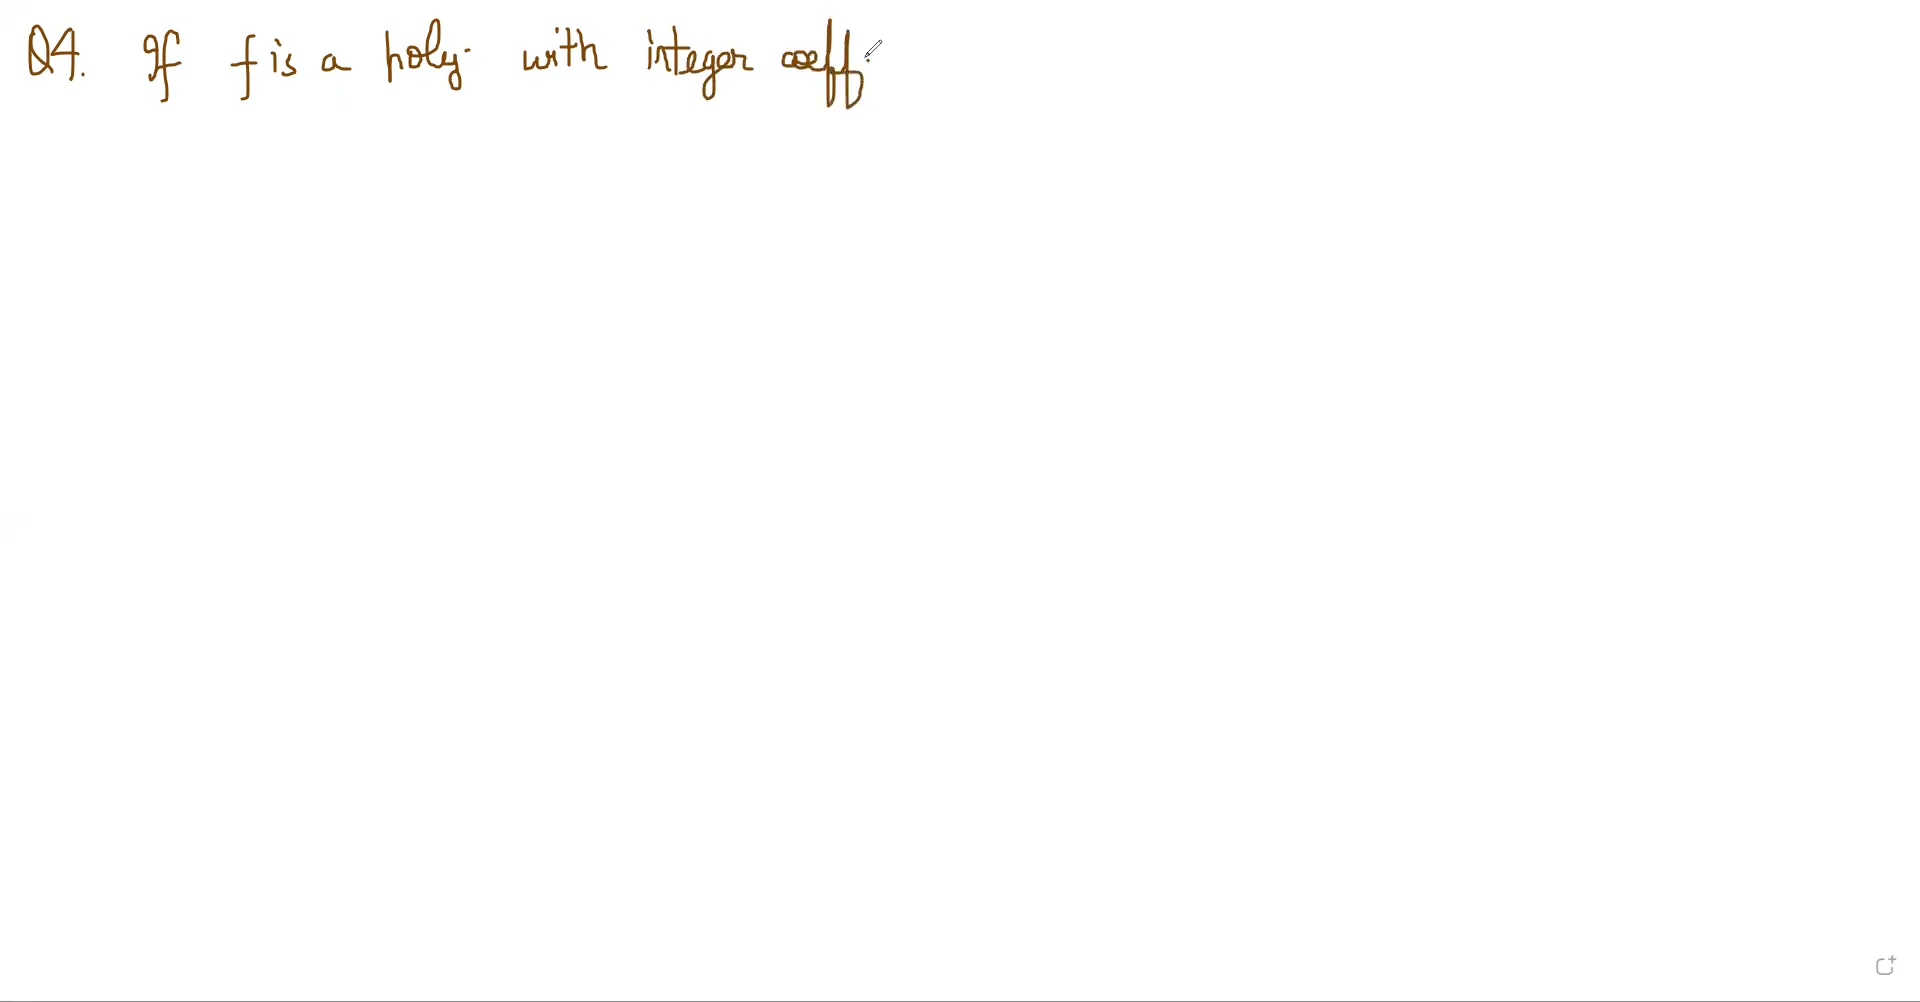 Q4. If f is a poly. with integer coeff.